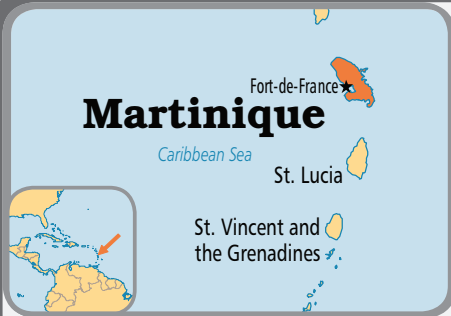 Fort-de-France
Martinique
Caribbean Sea
St. Lucia
St. Vincent and
the Grenadines